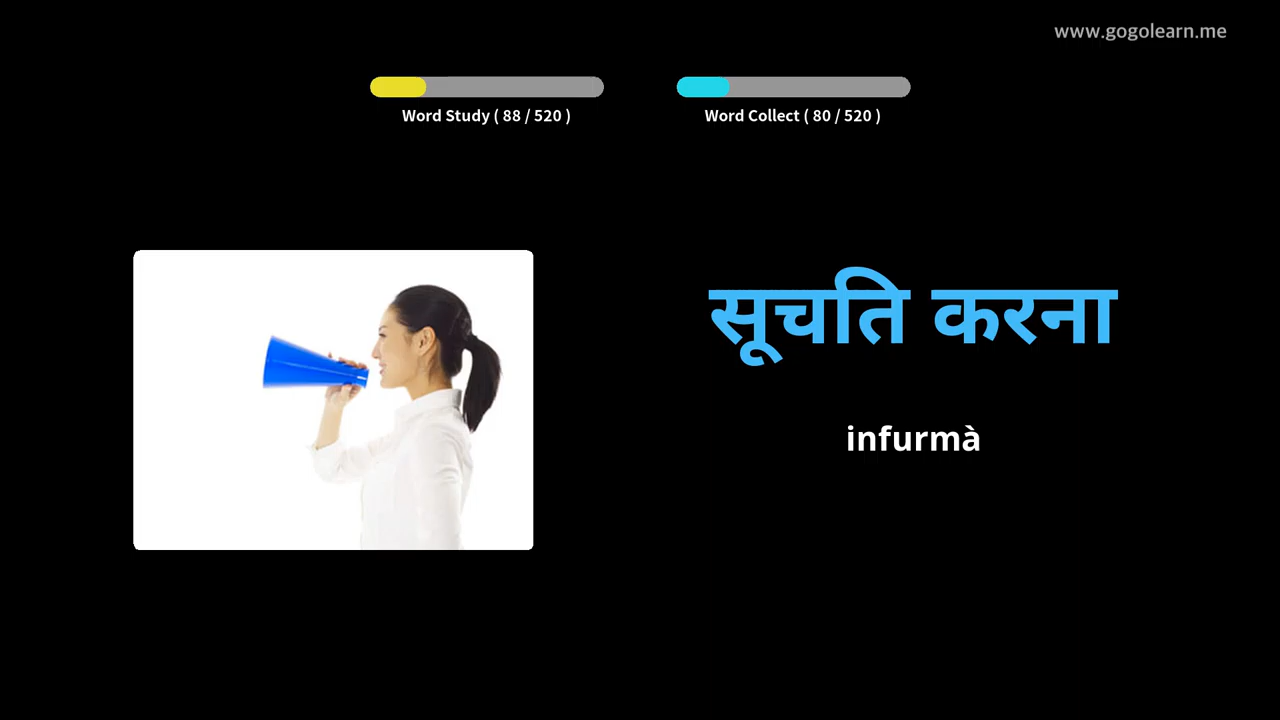 www.gogolearn.me
Word Study ( 88 / 520 )
Word Collect ( 80 / 520 )
सूचति करना
infurmà